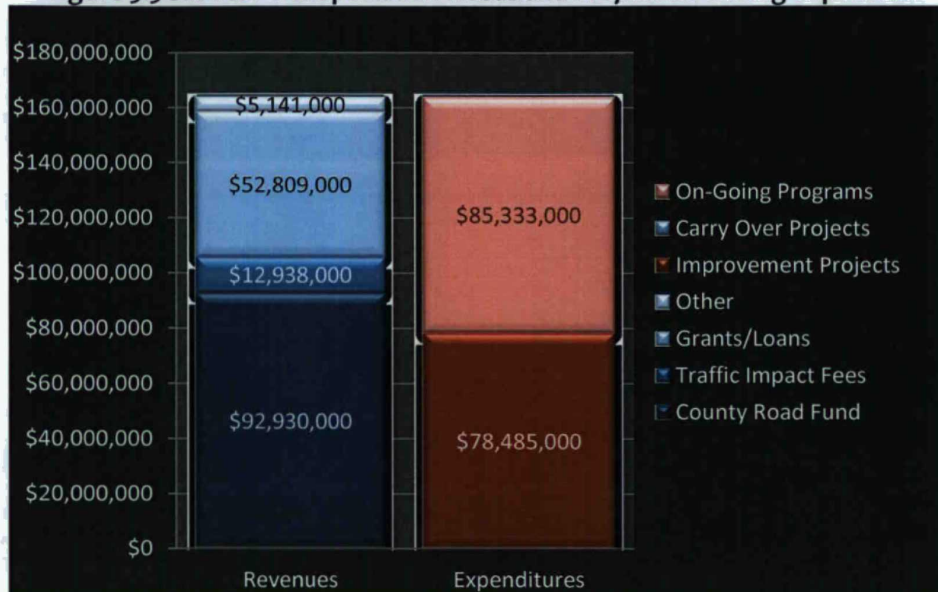 $180,000,000
$160,000,000
$140,000,000
$120,000,000
$100,000,000
$80,000,000
$60,000,000
$40,000,000
$20,000,000
$0
$5,141,000
$52,809,000
$12,938,000
$92,930,000
$85,333,000
$78,485,000
Revenues
Expenditures
On-Going Programs
Carry Over Projects
Improvement Projects
Other
Grants/Loans
Traffic Impact Fees
County Road Fund